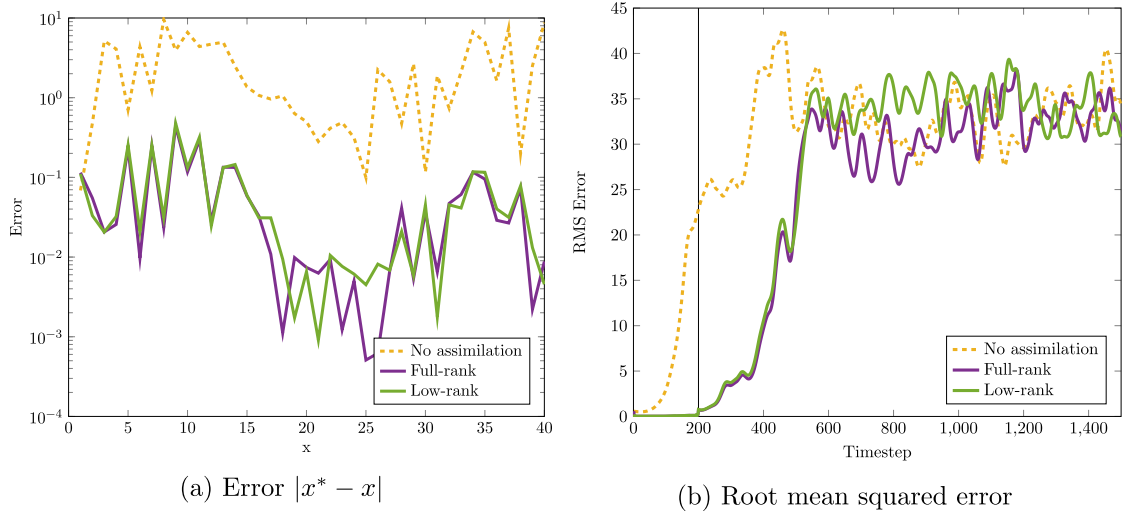 10^1
10^0
10^−1
10^−2
10^−3
10^−4
Error
0 5 10 15 20 25 30 35 40
x
No assimilation
Full-rank
Low-rank
(a) Error |x* − x|
45
40
35
30
25
20
15
10
5
0
RMS Error
0 200 400 600 800 1,000 1,200 1,400
Timestep
No assimilation
Full-rank
Low-rank
(b) Root mean squared error